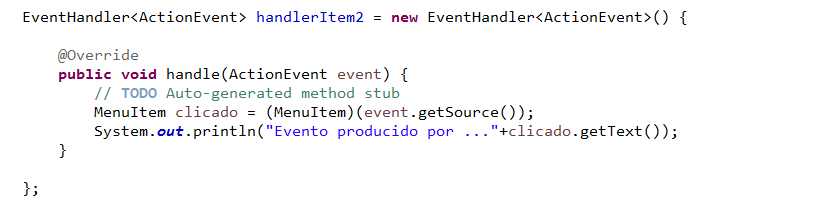 EventHandler<ActionEvent> handlerItem2 = new EventHandler<ActionEvent>() {
@Override
public void handle(ActionEvent event) {
// TODO Auto-generated method stub
MenuItem clicado = (MenuItem)(event.getSource());
System.out.println("Evento producido por ..."+clicado.getText());
}
};